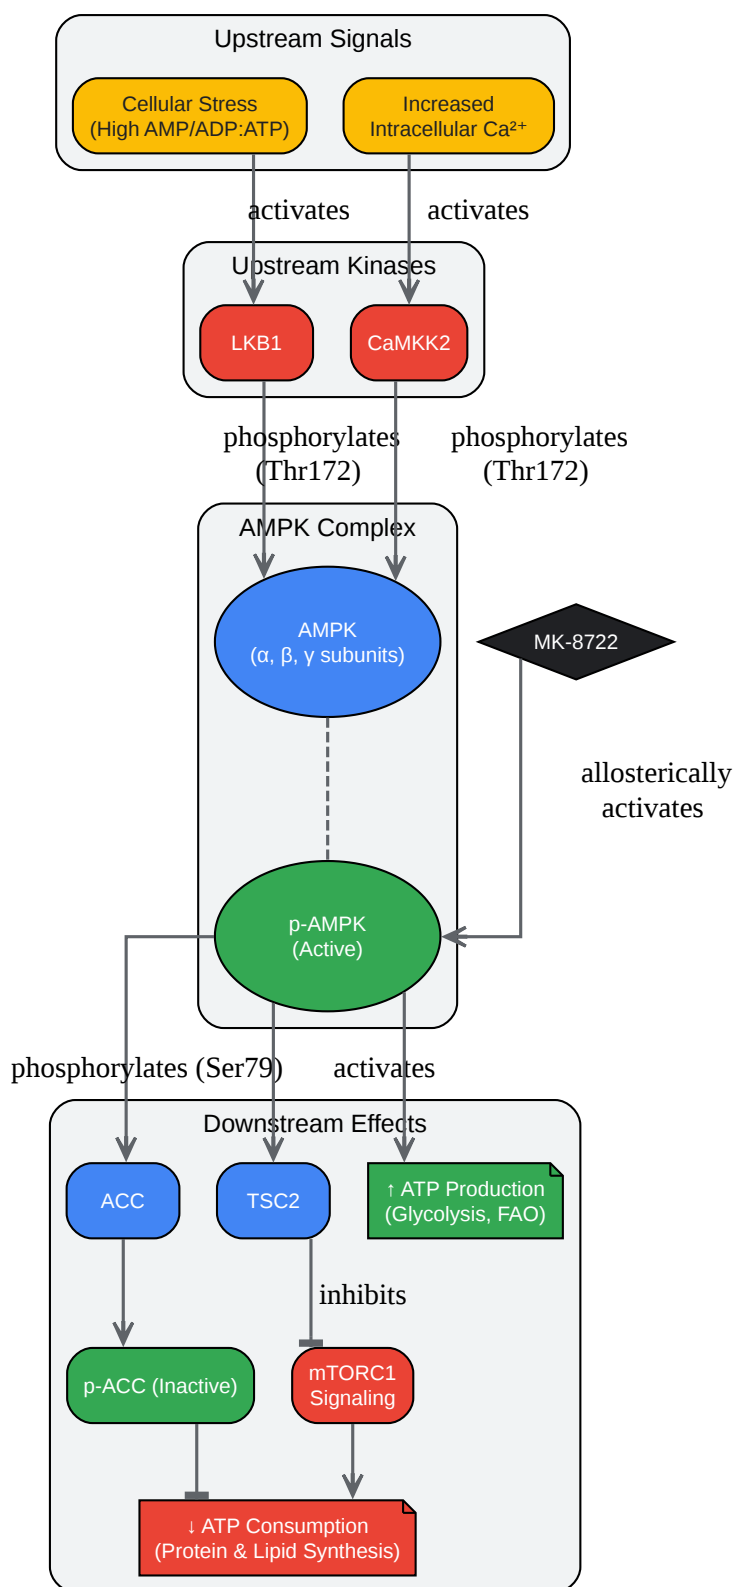 Upstream Signals
Cellular Stress
(High AMP/ADP:ATP)
Increased
Intracellular Ca²⁺
activates
activates
Upstream Kinases
LKB1
CaMKK2
phosphorylates
(Thr172)
phosphorylates
(Thr172)
AMPK Complex
AMPK
(α, β, γ subunits)
MK-8722
allosterically
activates
p-AMPK
(Active)
phosphorylates (Ser79)
activates
Downstream Effects
ACC
TSC2
↑ ATP Production
(Glycolysis, FAO)
inhibits
p-ACC (Inactive)
mTORC1
Signaling
↓ ATP Consumption
(Protein & Lipid Synthesis)